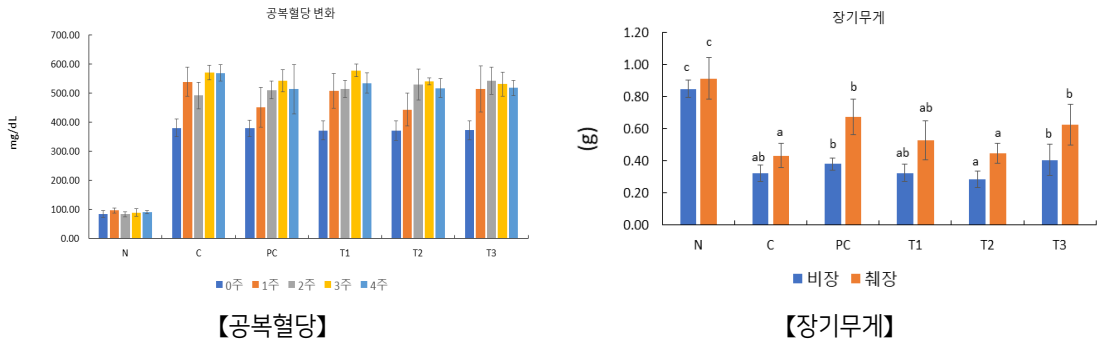 공복혈당 변화
700.00
600.00
500.00
400.00
300.00
200.00
100.00
0.00
mg/dL
N C PC T1 T2 T3
0주 1주 2주 3주 4주
【공복혈당】
장기무게
1.20
1.00
0.80
0.60
0.40
0.20
0.00
(g)
c c
ab a
b b
ab ab
a a
b b
N C PC T1 T2 T3
비장 췌장
【장기무게】